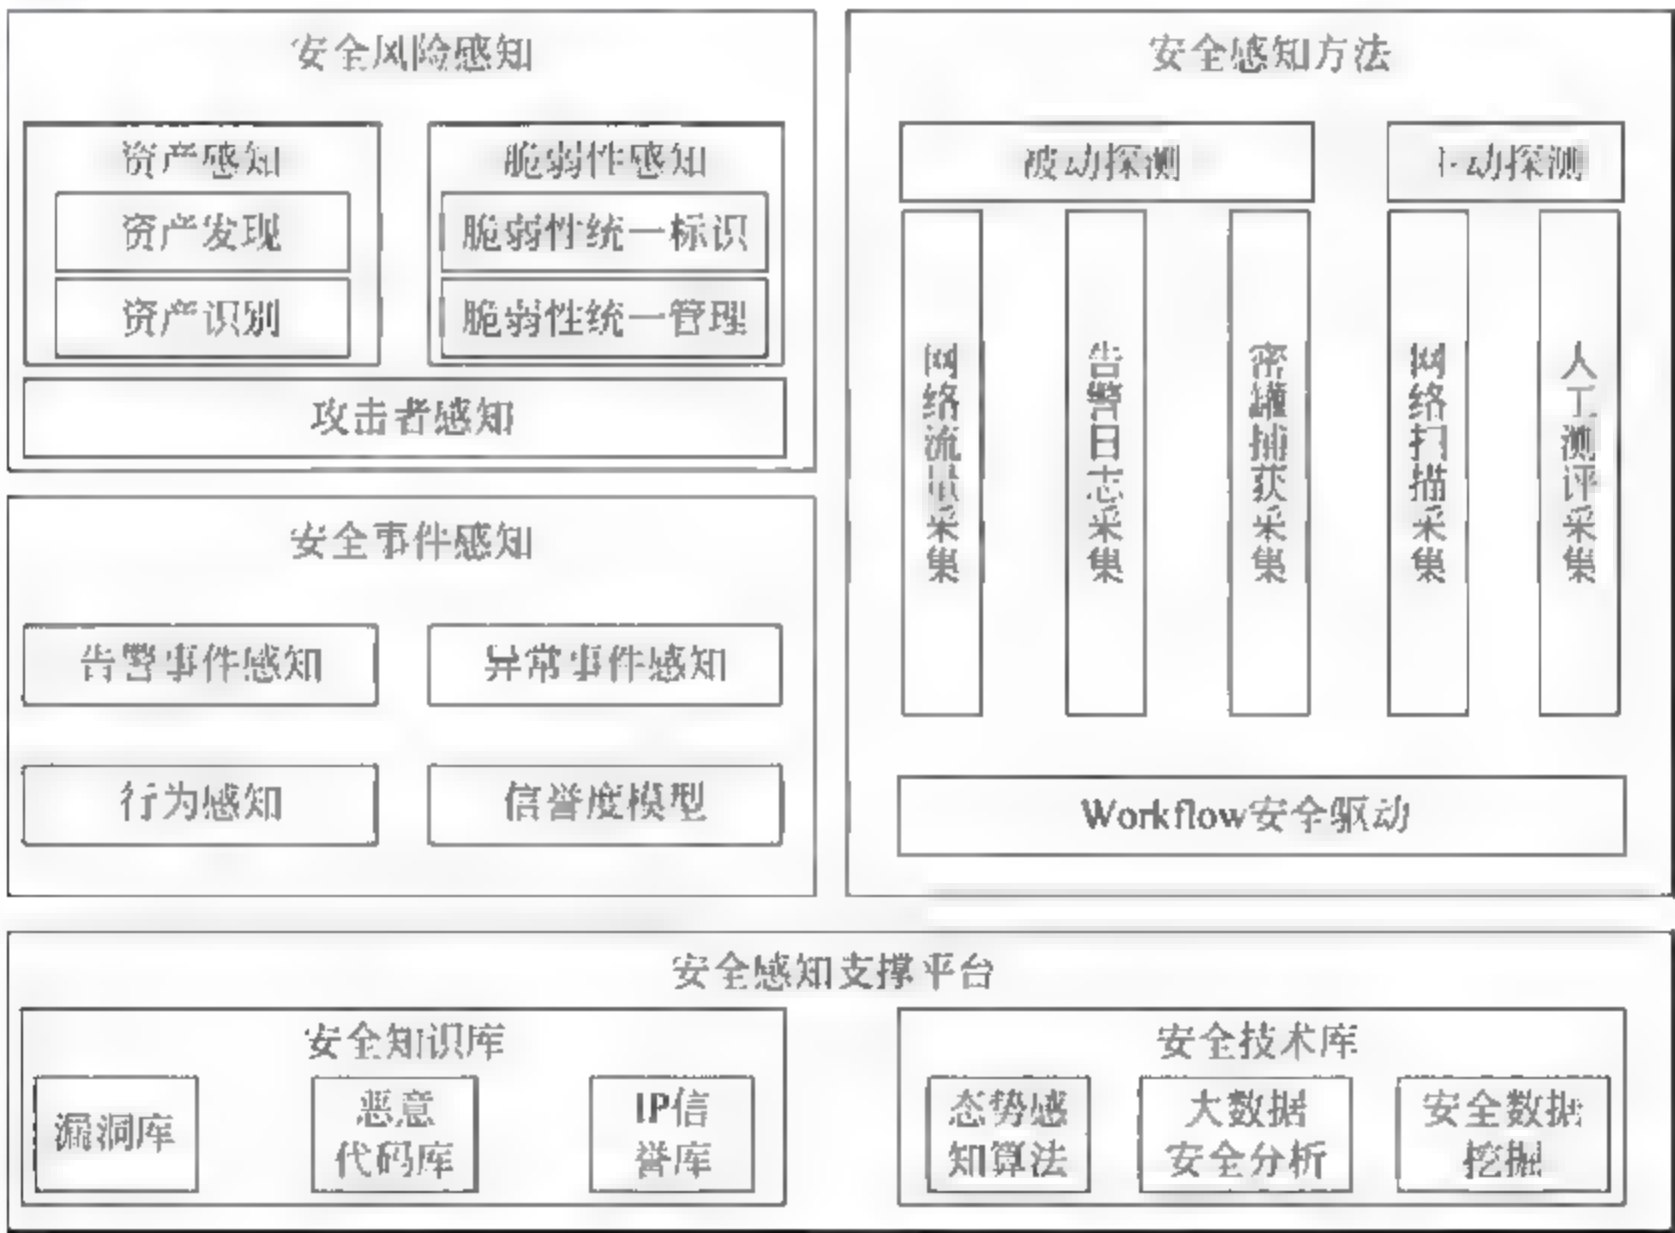 安全风险感知
资产感知
资产发现
资产识别
脆弱性感知
脆弱性统一标识
脆弱性统一管理
攻击者感知
安全事件感知
告警事件感知
异常事件感知
行为感知
信誉度模型
安全感知方法
被动探测
主动探测
网络流量采集
告警日志采集
密罐捕获采集
网络扫描采集
人工测评采集
Workflow安全驱动
安全感知支撑平台
安全知识库
漏洞库
恶意
代码库
IP信
誉库
安全技术库
态势感
知算法
大数据
安全分析
安全数据
挖掘